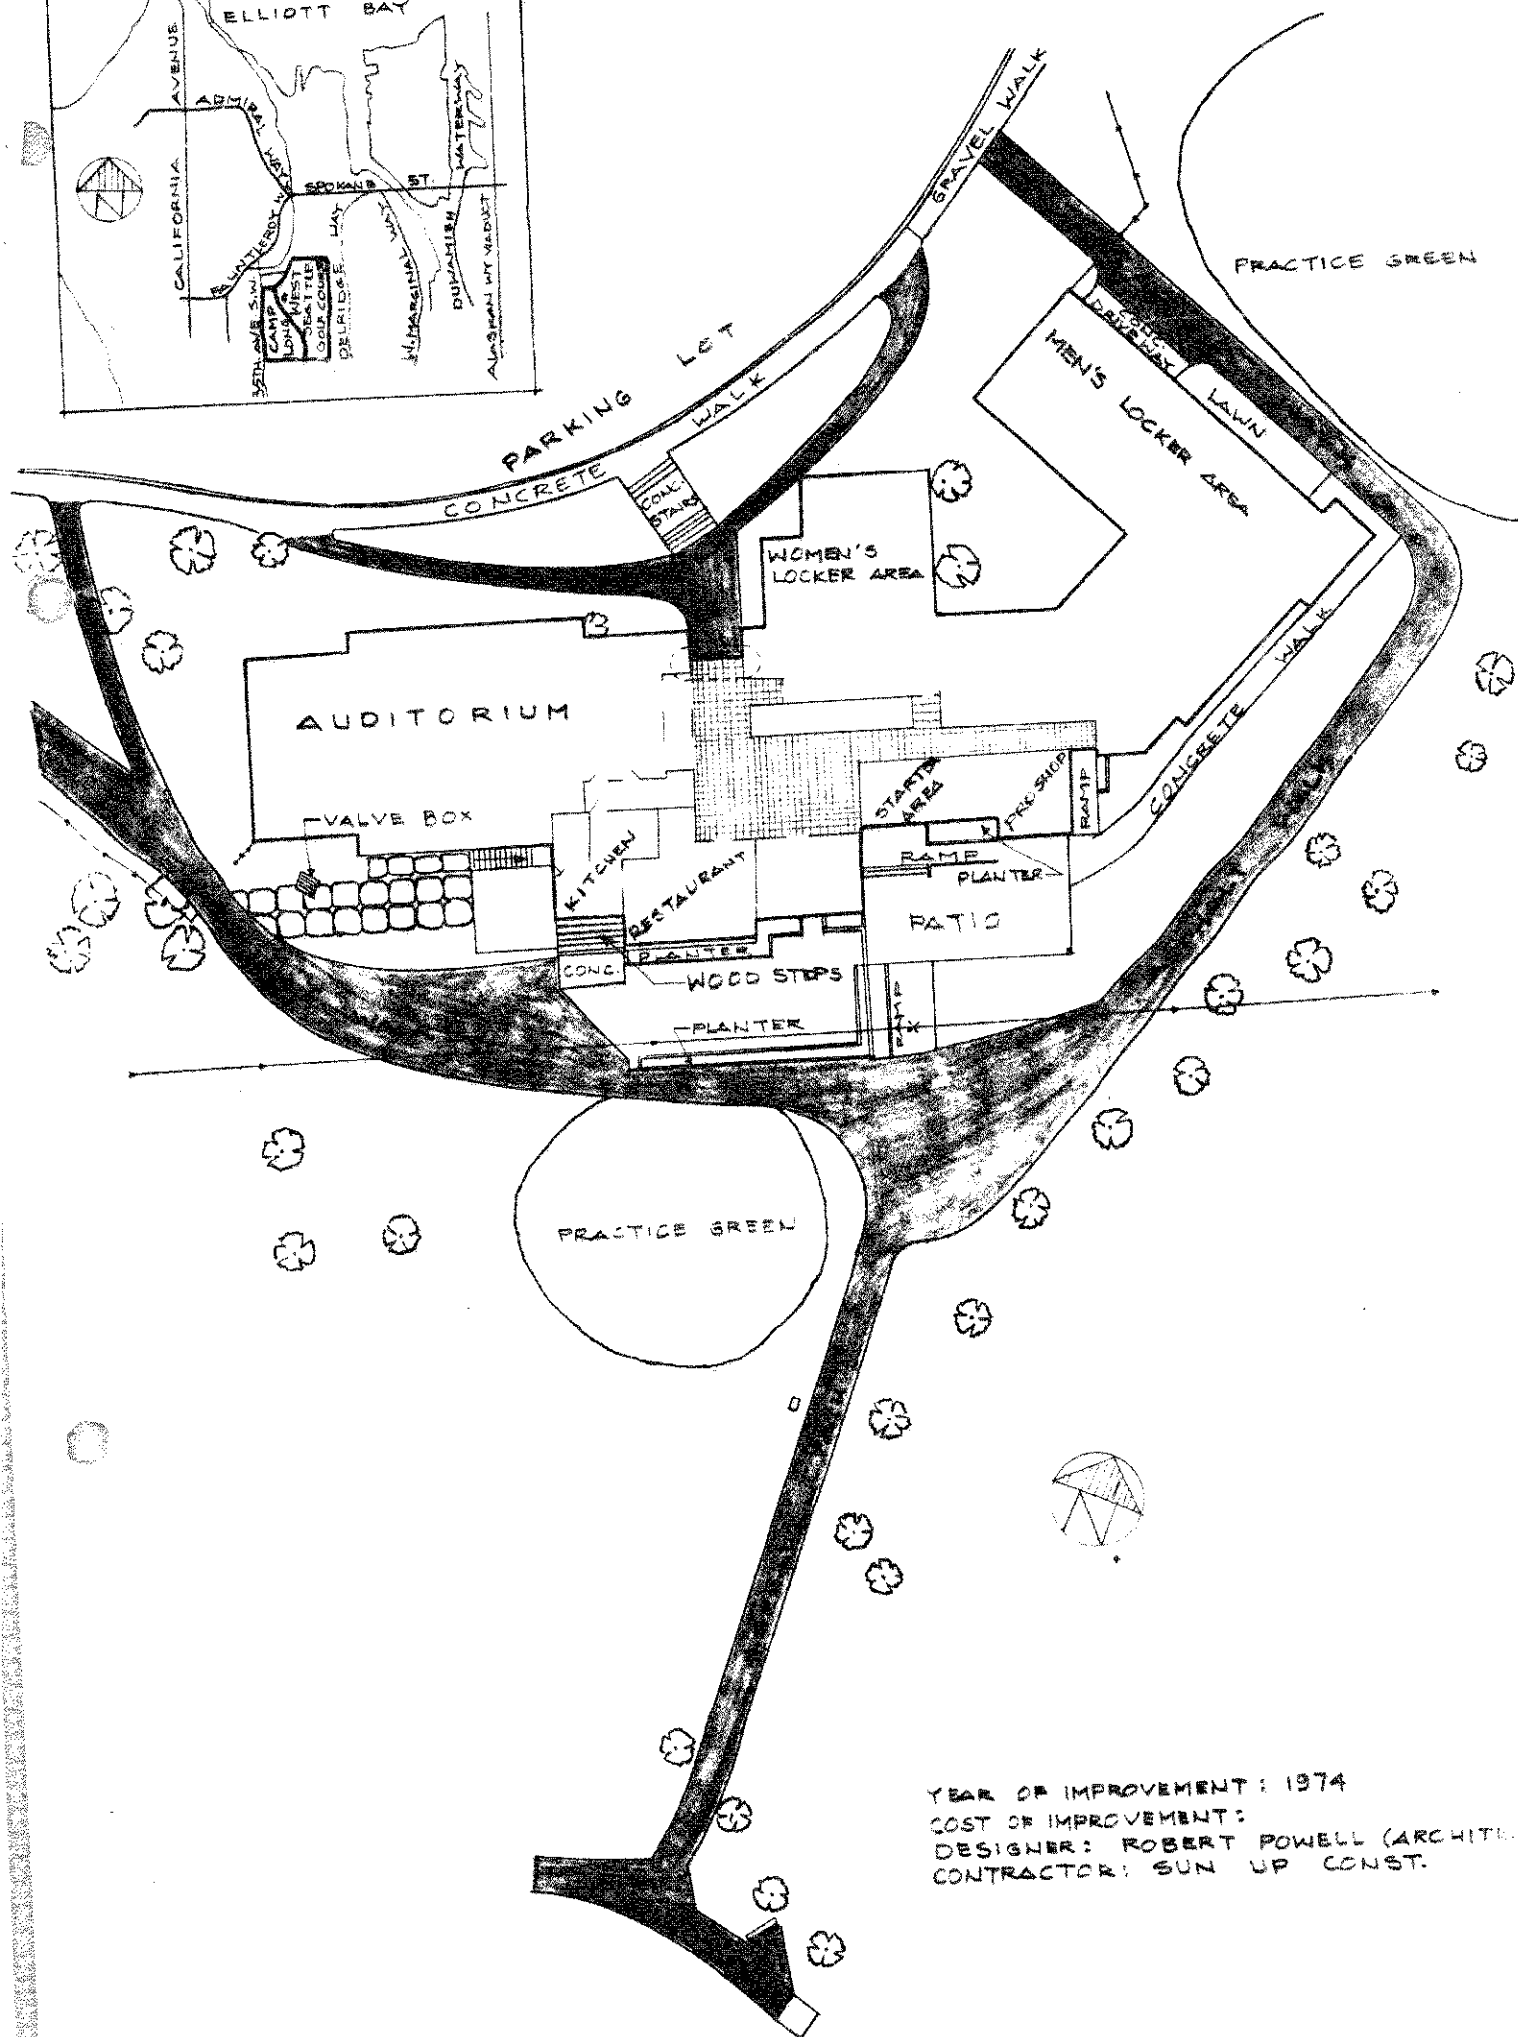 ELLIOTT BAY
CALIFORNIA AVENUE
ADMIRAL WAY
SPOKANE ST.
FAUNTLEROY W.
35TH AVE S.W.
CAMP
LONG
WEST
SEATTLE
GOLF COURSE
DELRIDGE WAY
W. MARGINAL WAY
DUWAMISH WATERWAY
ALASKAN WY VIADUCT
GRAVEL WALK
PRACTICE GREEN
PARKING LOT
CONCRETE WALK
CONC.
STAIRS
CONC.
DRIVEWAY
LAWN
MEN'S LOCKER AREA
WOMEN'S
LOCKER AREA
CONCRETE WALK
AUDITORIUM
VALVE BOX
KITCHEN
RESTAURANT
STARTER
AREA
PRO SHOP
RAMP
RAMP
PLANTER
PATIO
PLANTER
CONC.
WOOD STEPS
PLANTER
RAMP
PRACTICE GREEN
YEAR OF IMPROVEMENT: 1974
COST OF IMPROVEMENT:
DESIGNER: ROBERT POWELL (ARCHIT
CONTRACTOR: SUN UP CONST.